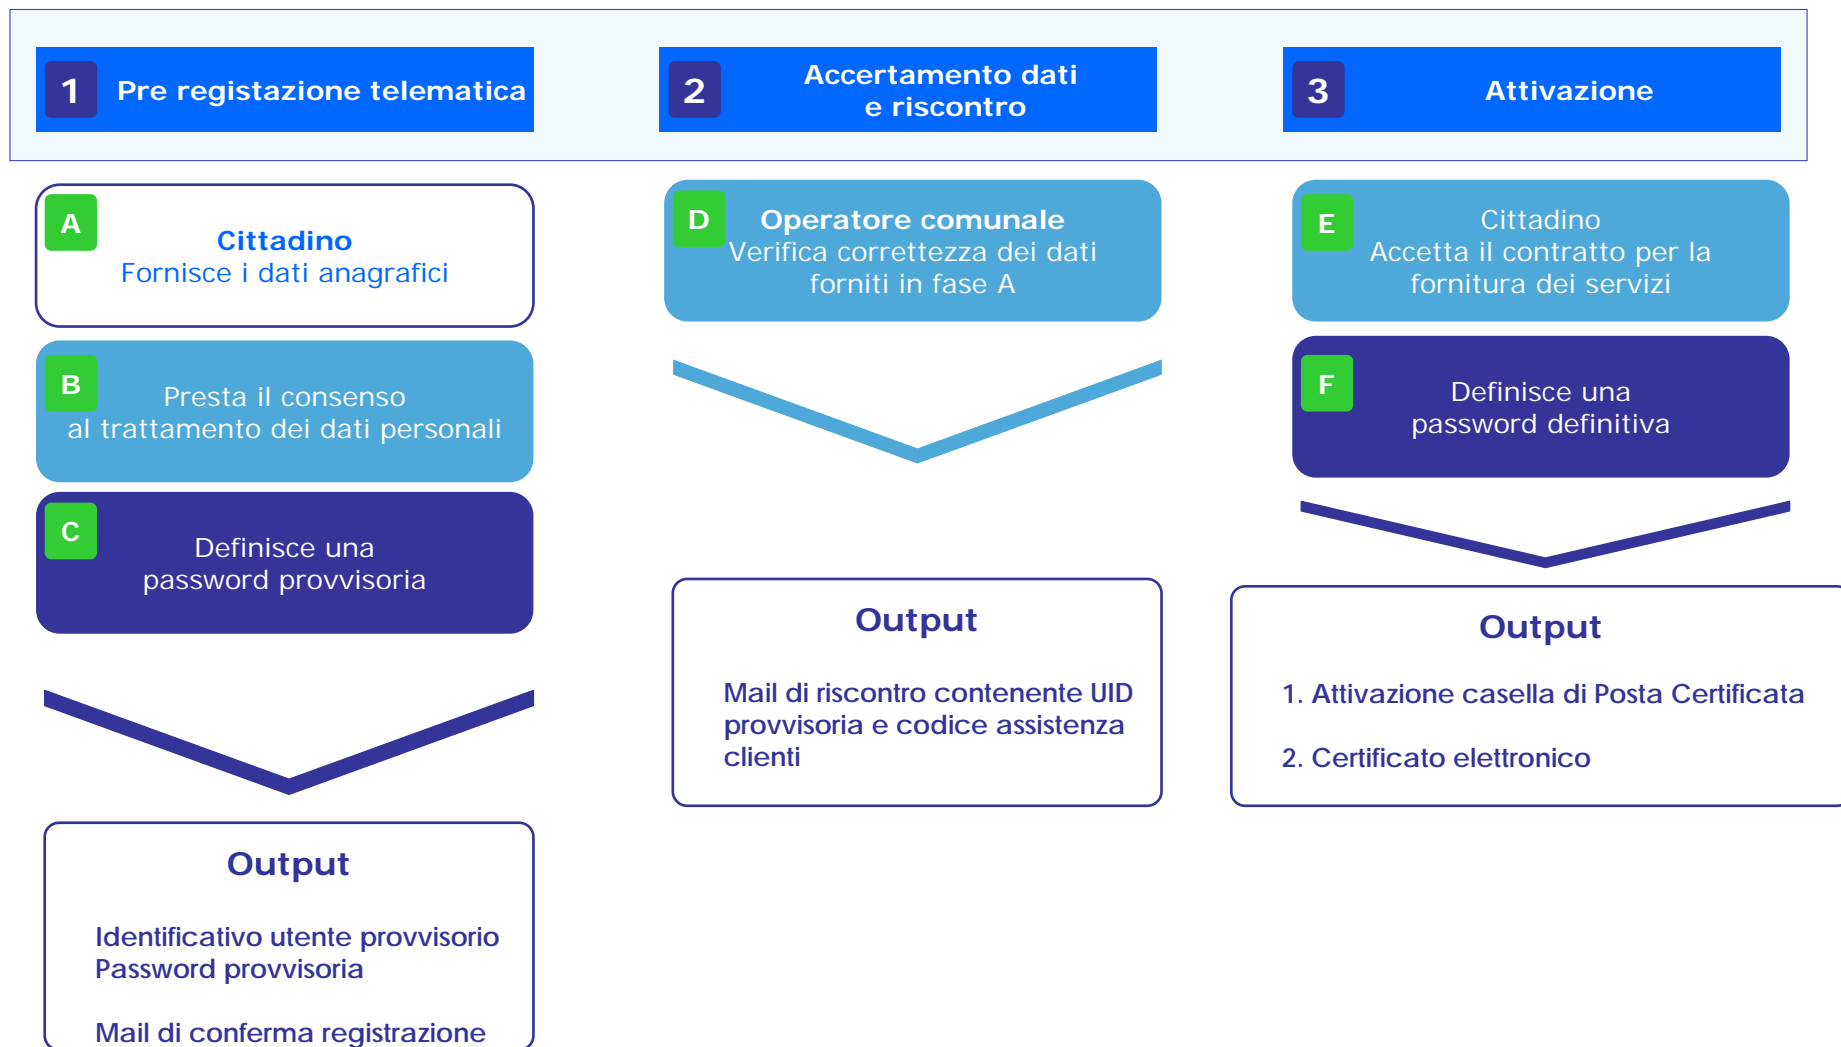 1
Pre registazione telematica
2
Accertamento dati
e riscontro
3
Attivazione
A
Cittadino
Fornisce i dati anagrafici
B
Presta il consenso
al trattamento dei dati personali
C
Definisce una
password provvisoria
Output
Identificativo utente provvisorio
Password provvisoria
Mail di conferma registrazione
D
Operatore comunale
Verifica correttezza dei dati
forniti in fase A
Output
Mail di riscontro contenente UID
provvisoria e codice assistenza
clienti
E
Cittadino
Accetta il contratto per la
fornitura dei servizi
F
Definisce una
password definitiva
Output
1. Attivazione casella di Posta Certificata
2. Certificato elettronico